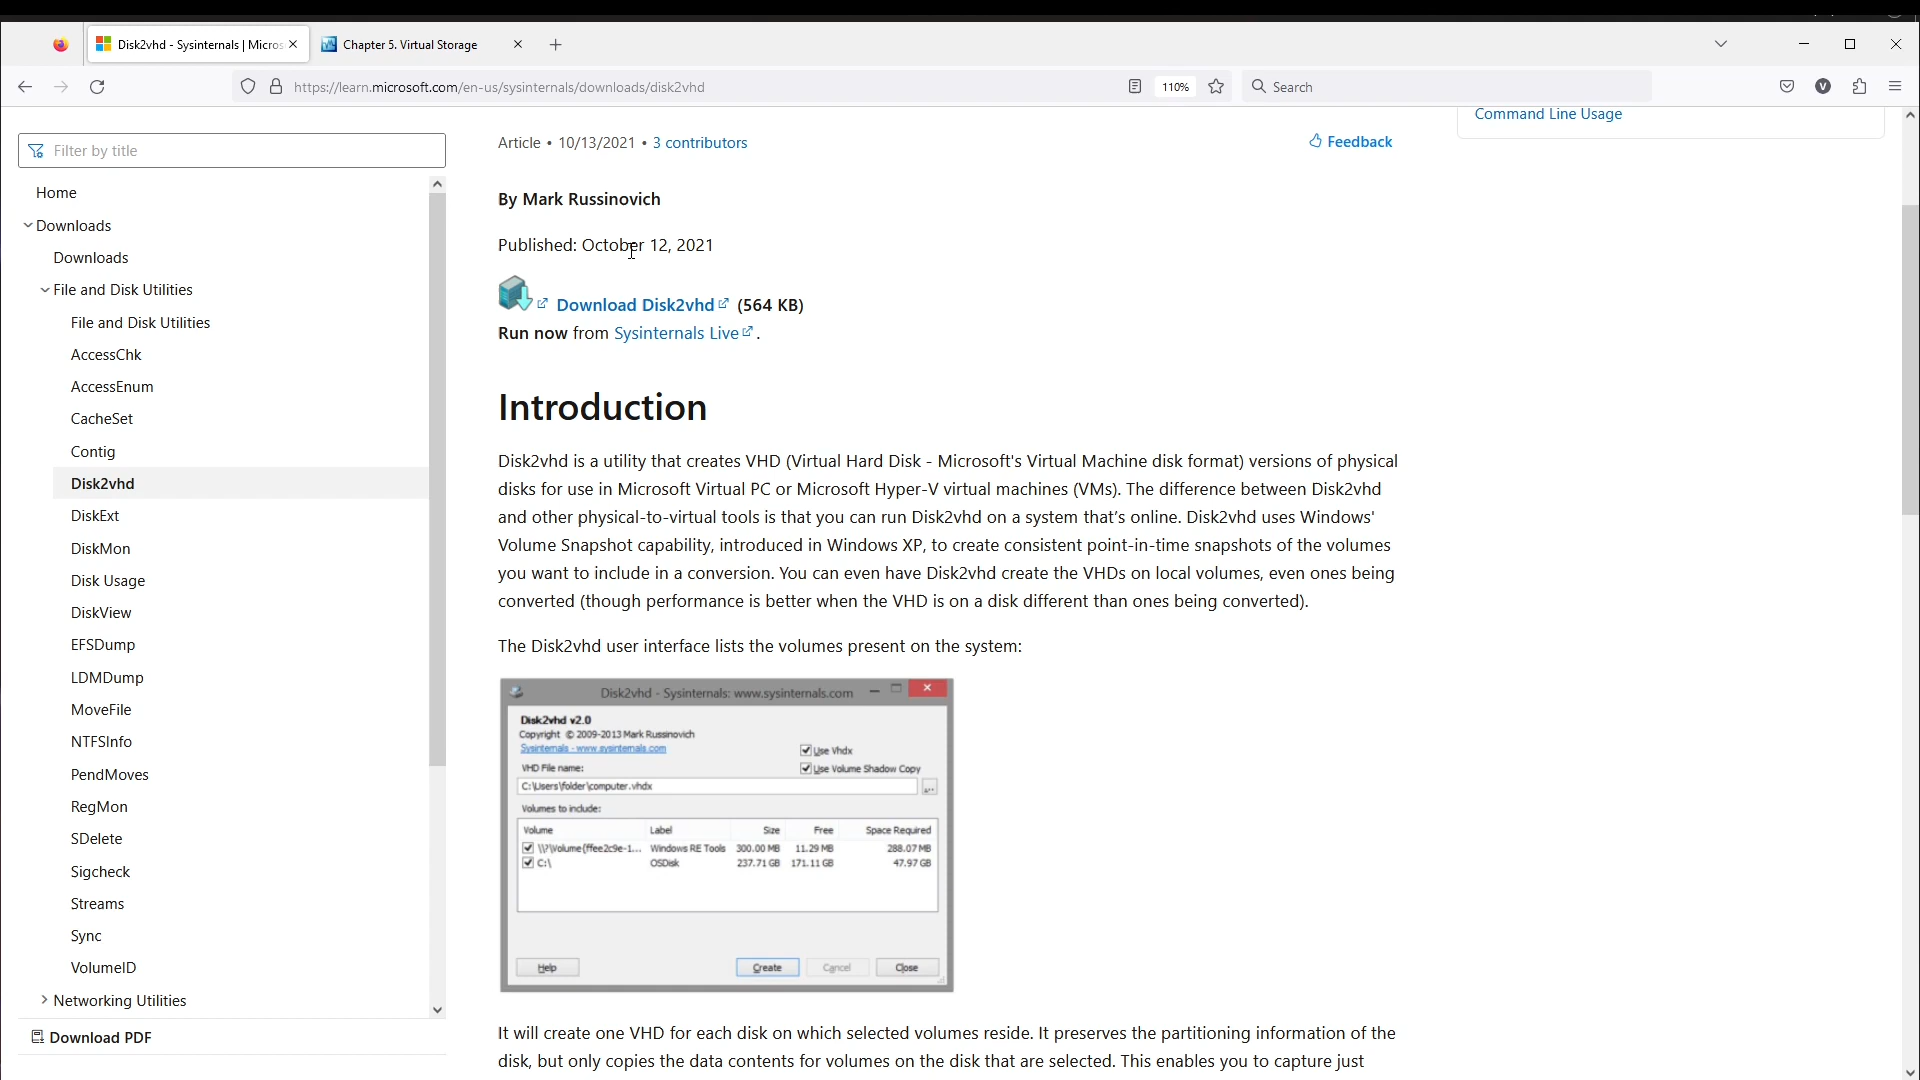 Disk2vhd - Sysinternals | Micros
Chapter 5. Virtual Storage
https://learn.microsoft.com/en-us/sysinternals/downloads/disk2vhd
110%
Search
V
Filter by title
Home
Downloads
Downloads
File and Disk Utilities
File and Disk Utilities
AccessChk
AccessEnum
CacheSet
Contig
Disk2vhd
DiskExt
DiskMon
Disk Usage
DiskView
EFSDump
LDMDump
MoveFile
NTFSInfo
PendMoves
RegMon
SDelete
Sigcheck
Streams
Sync
VolumeID
Networking Utilities
Download PDF
Article • 10/13/2021 • 3 contributors
Feedback
By Mark Russinovich
Published: October 12, 2021
Download Disk2vhd (564 KB)
Run now from Sysinternals Live.
Introduction
Disk2vhd is a utility that creates VHD (Virtual Hard Disk - Microsoft's Virtual Machine disk format) versions of physical
disks for use in Microsoft Virtual PC or Microsoft Hyper-V virtual machines (VMs). The difference between Disk2vhd
and other physical-to-virtual tools is that you can run Disk2vhd on a system that’s online. Disk2vhd uses Windows'
Volume Snapshot capability, introduced in Windows XP, to create consistent point-in-time snapshots of the volumes
you want to include in a conversion. You can even have Disk2vhd create the VHDs on local volumes, even ones being
converted (though performance is better when the VHD is on a disk different than ones being converted).
The Disk2vhd user interface lists the volumes present on the system:
Disk2vhd - Sysinternals: www.sysinternals.com
Disk2vhd v2.0
Copyright © 2009-2013 Mark Russinovich
Sysinternals - www.sysinternals.com
Use Vhdx
VHD File name:
Use Volume Shadow Copy
C:\Users\folder\computer.vhdx
...
Volumes to include:
Volume Label Size Free Space Required
\\?\Volume{ffee2c9e-1... Windows RE Tools 300.00 MB 11.29 MB 288.07 MB
C:\ OSDisk 237.71 GB 171.11 GB 47.97 GB
Help Create Cancel Close
It will create one VHD for each disk on which selected volumes reside. It preserves the partitioning information of the
disk, but only copies the data contents for volumes on the disk that are selected. This enables you to capture just
Command Line Usage